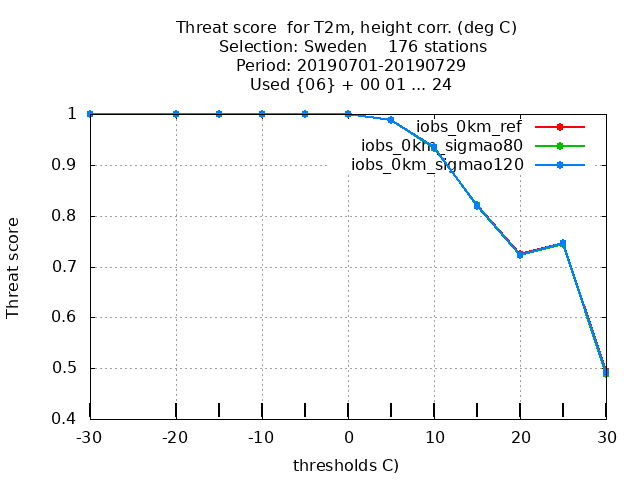 Threat score  for T2m, height corr. (deg C)
Selection: Sweden    176 stations
Period: 20190701-20190729
Used {06} + 00 01 ... 24
iobs_0km_ref
iobs_0km_sigmao80
iobs_0km_sigmao120
Threat score
1
0.9
0.8
0.7
0.6
0.5
0.4
-30 -20 -10 0 10 20 30
thresholds C)